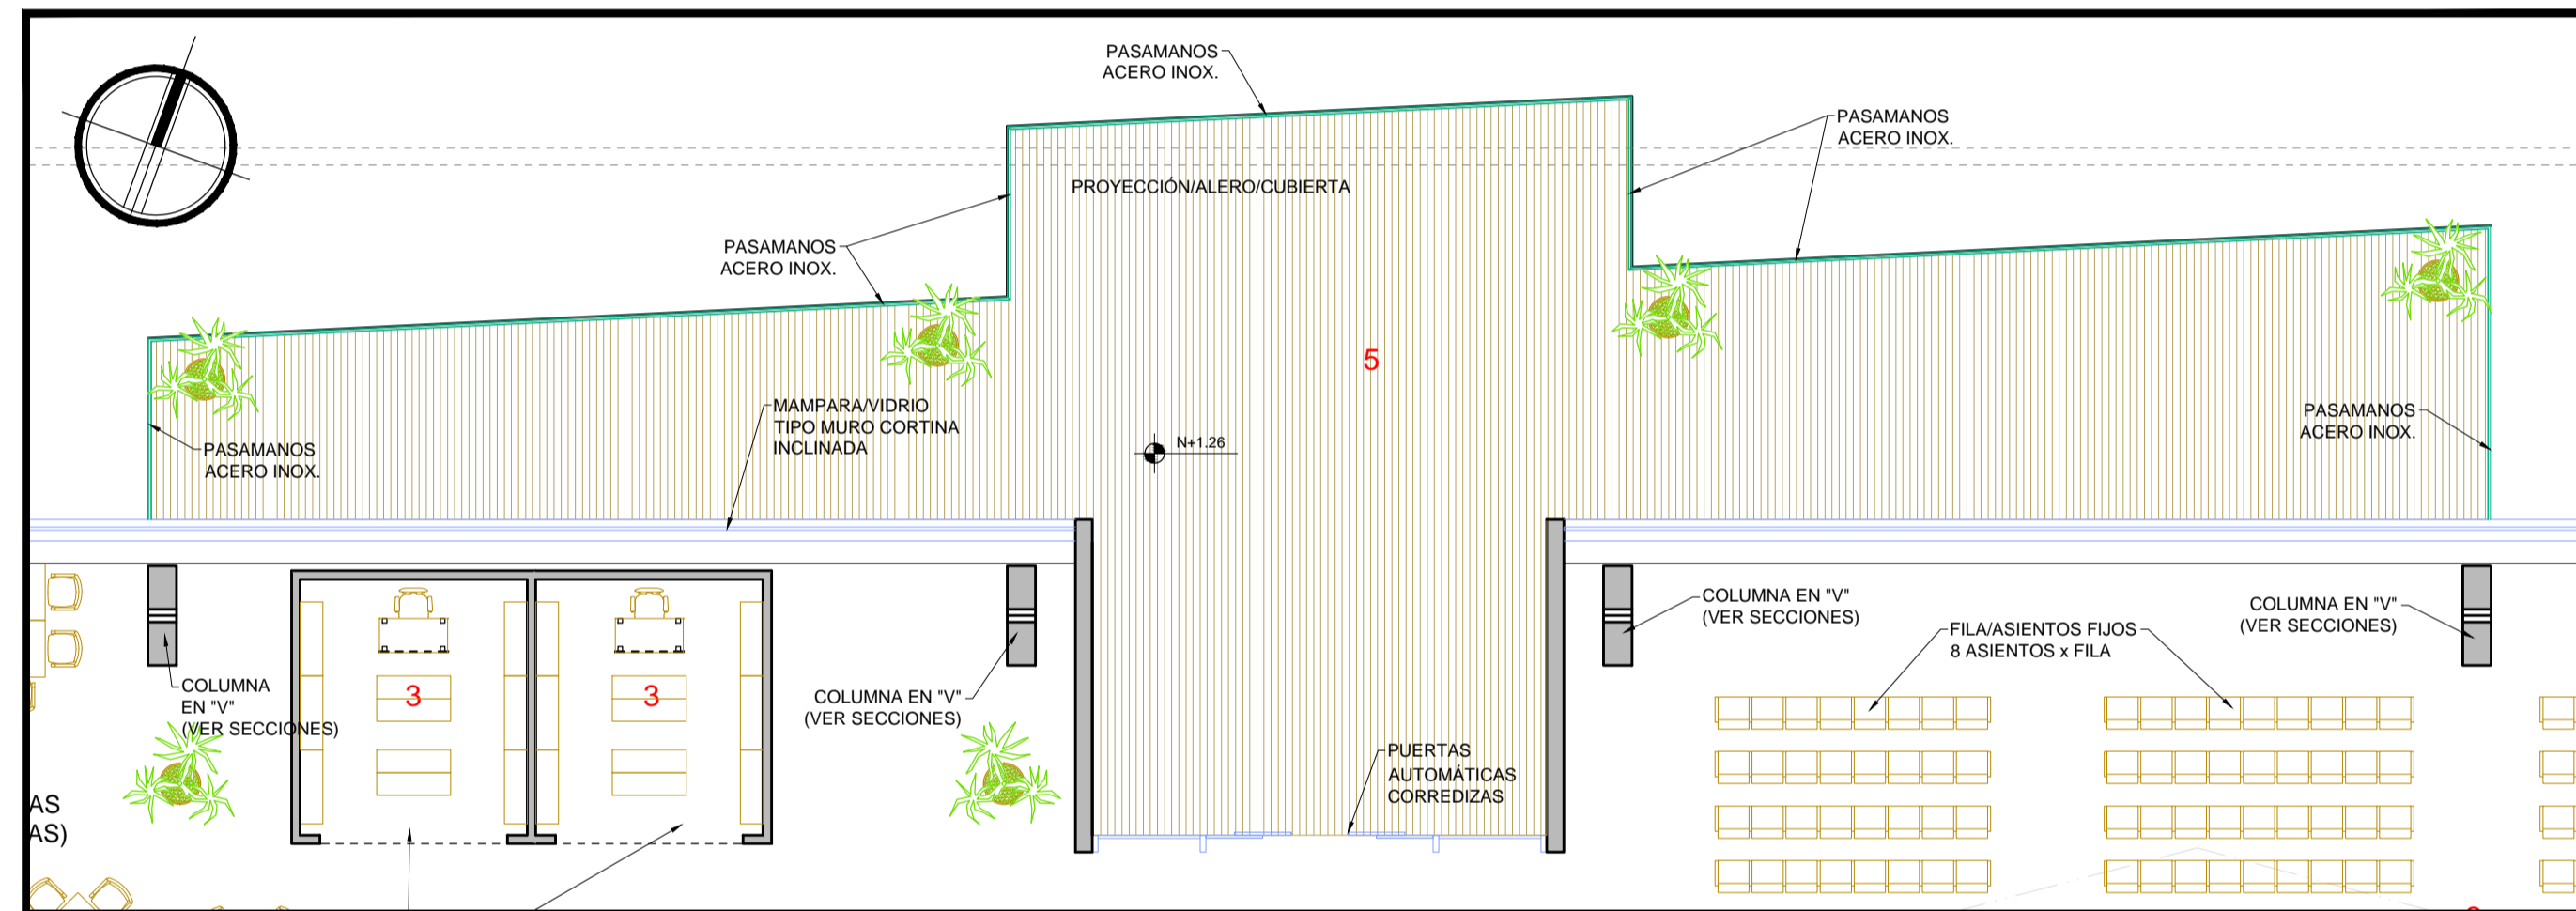 PASAMANOS
ACERO INOX.
PASAMANOS
ACERO INOX.
PROYECCIÓN/ALERO/CUBIERTA
PASAMANOS
ACERO INOX.
5
MAMPARA/VIDRIO
TIPO MURO CORTINA
INCLINADA
N+1.26
PASAMANOS
ACERO INOX.
PASAMANOS
ACERO INOX.
COLUMNA EN "V"
(VER SECCIONES)
COLUMNA EN "V"
(VER SECCIONES)
FILA/ASIENTOS FIJOS
8 ASIENTOS x FILA
COLUMNA
EN "V"
(VER SECCIONES)
3
3
COLUMNA EN "V"
(VER SECCIONES)
PUERTAS
AUTOMÁTICAS
CORREDIZAS
AS
AS)